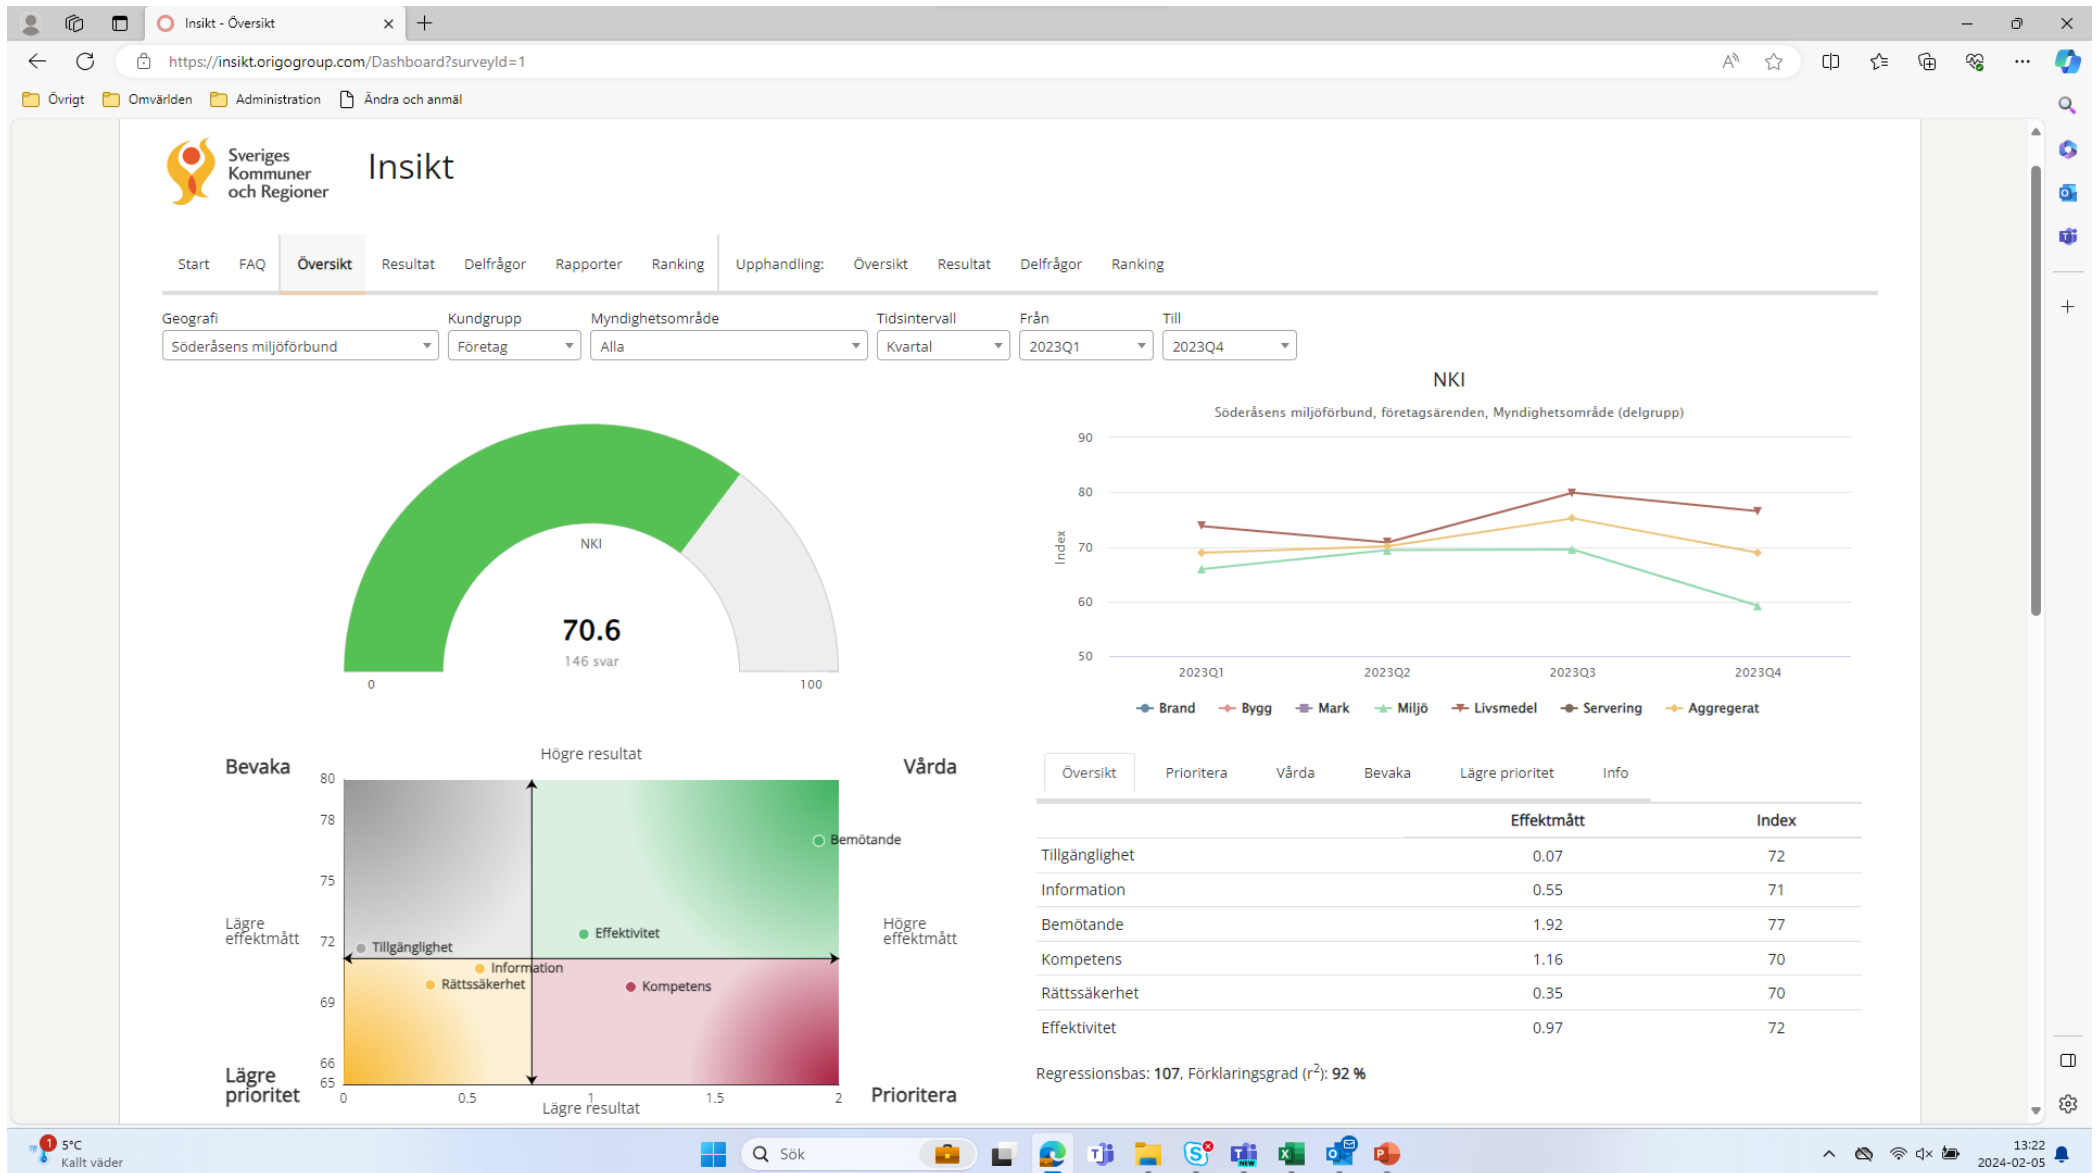 Insikt - Översikt
https://insikt.origogroup.com/Dashboard?surveyId=1
Övrigt Omvärlden Administration Ändra och anmäl
Sveriges
Kommuner
och Regioner
Insikt
Start FAQ Översikt Resultat Delfrågor Rapporter Ranking Upphandling: Översikt Resultat Delfrågor Ranking
Geografi Kundgrupp Myndighetsområde Tidsintervall Från Till
Söderåsens miljöförbund Företag Alla Kvartal 2023Q1 2023Q4
NKI
70.6
146 svar
0 100
NKI
Söderåsens miljöförbund, företagsärenden, Myndighetsområde (delgrupp)
90
80
70
60
50
Index
2023Q1 2023Q2 2023Q3 2023Q4
Brand Bygg Mark Miljö Livsmedel Servering Aggregerat
Högre resultat
Bevaka
Vårda
80
78
75
72
69
66
65
Lägre
effektmått
Högre
effektmått
Bemötande
Effektivitet
Tillgänglighet
Information
Rättssäkerhet
Kompetens
Lägre
prioritet
0 0.5 1 1.5 2
Lägre resultat
Prioritera
Översikt Prioritera Vårda Bevaka Lägre prioritet Info
Effektmått Index
Tillgänglighet 0.07 72
Information 0.55 71
Bemötande 1.92 77
Kompetens 1.16 70
Rättssäkerhet 0.35 70
Effektivitet 0.97 72
Regressionsbas: 107, Förklaringsgrad (r²): 92 %
1
5°C
Kallt väder
Sök
NEW
13:22
2024-02-05